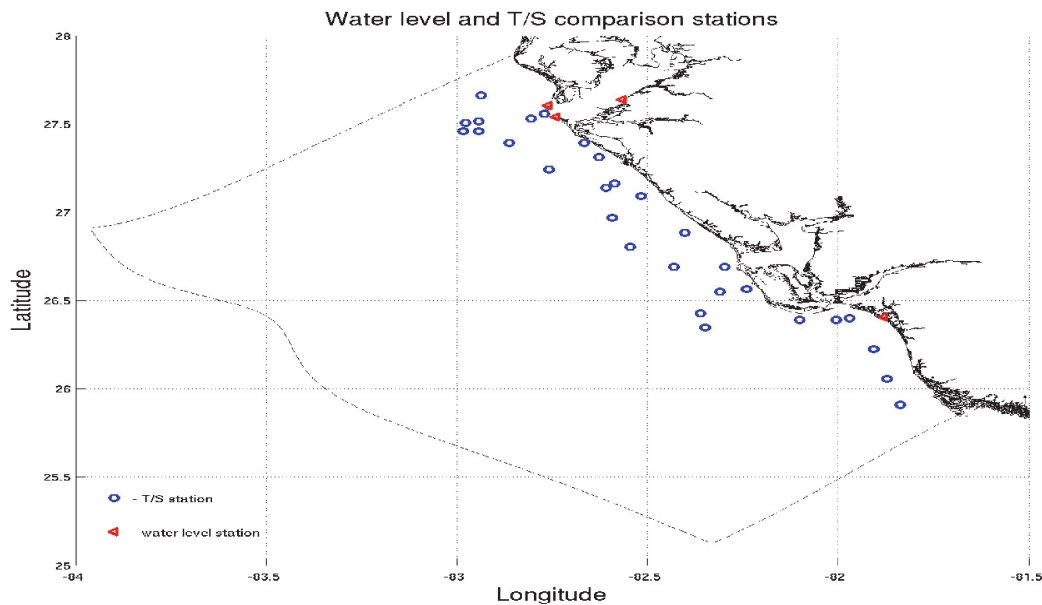 Water level and T/S comparison stations
28
27.5
27
26.5
26
25.5
25
Latitude
- T/S station
water level station
-84
-83.5
-83
-82.5
-82
-81.5
Longitude